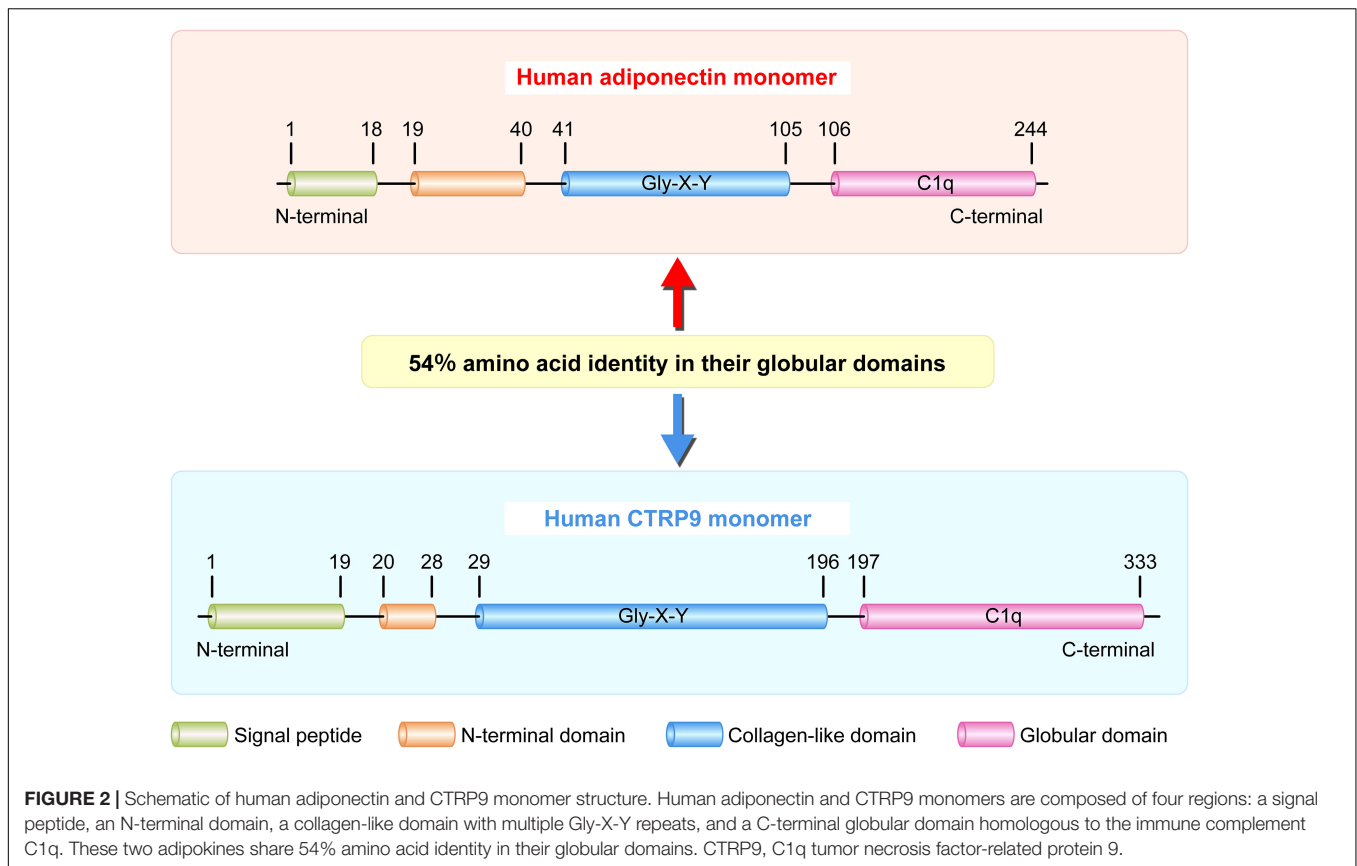 Human adiponectin monomer
1 18 19 40 41 105 106 244
Gly-X-Y C1q
N-terminal C-terminal
54% amino acid identity in their globular domains
Human CTRP9 monomer
1 19 20 28 29 196 197 333
Gly-X-Y C1q
N-terminal C-terminal
Signal peptide N-terminal domain Collagen-like domain Globular domain
FIGURE 2 | Schematic of human adiponectin and CTRP9 monomer structure. Human adiponectin and CTRP9 monomers are composed of four regions: a signal
peptide, an N-terminal domain, a collagen-like domain with multiple Gly-X-Y repeats, and a C-terminal globular domain homologous to the immune complement
C1q. These two adipokines share 54% amino acid identity in their globular domains. CTRP9, C1q tumor necrosis factor-related protein 9.